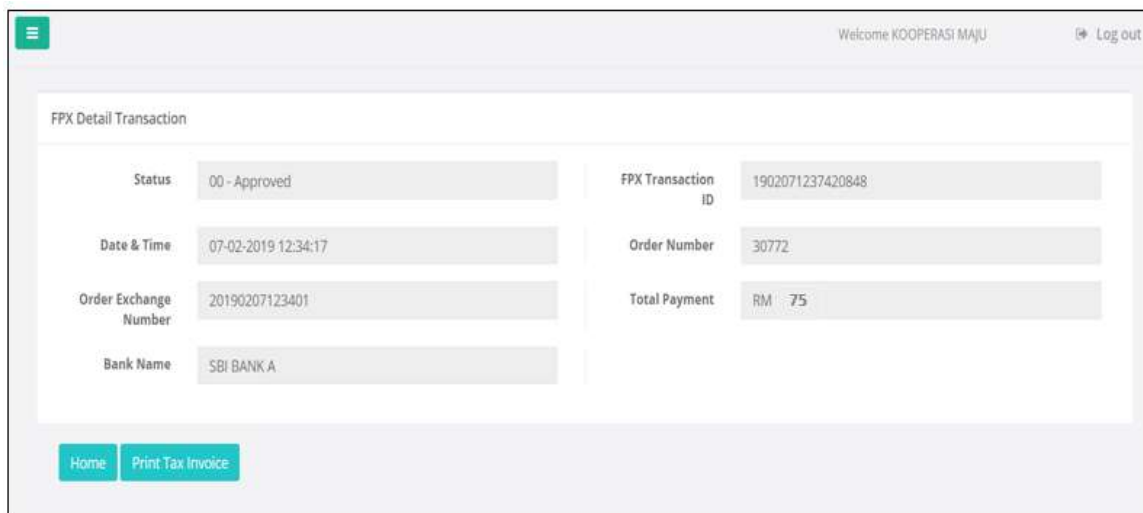 Welcome KOOPERASI MAJU
Log out
FPX Detail Transaction
Status
00 - Approved
FPX Transaction
ID
1902071237420848
Date & Time
07-02-2019 12:34:17
Order Number
30772
Order Exchange
Number
20190207123401
Total Payment
RM 75
Bank Name
SBI BANK A
Home
Print Tax Invoice